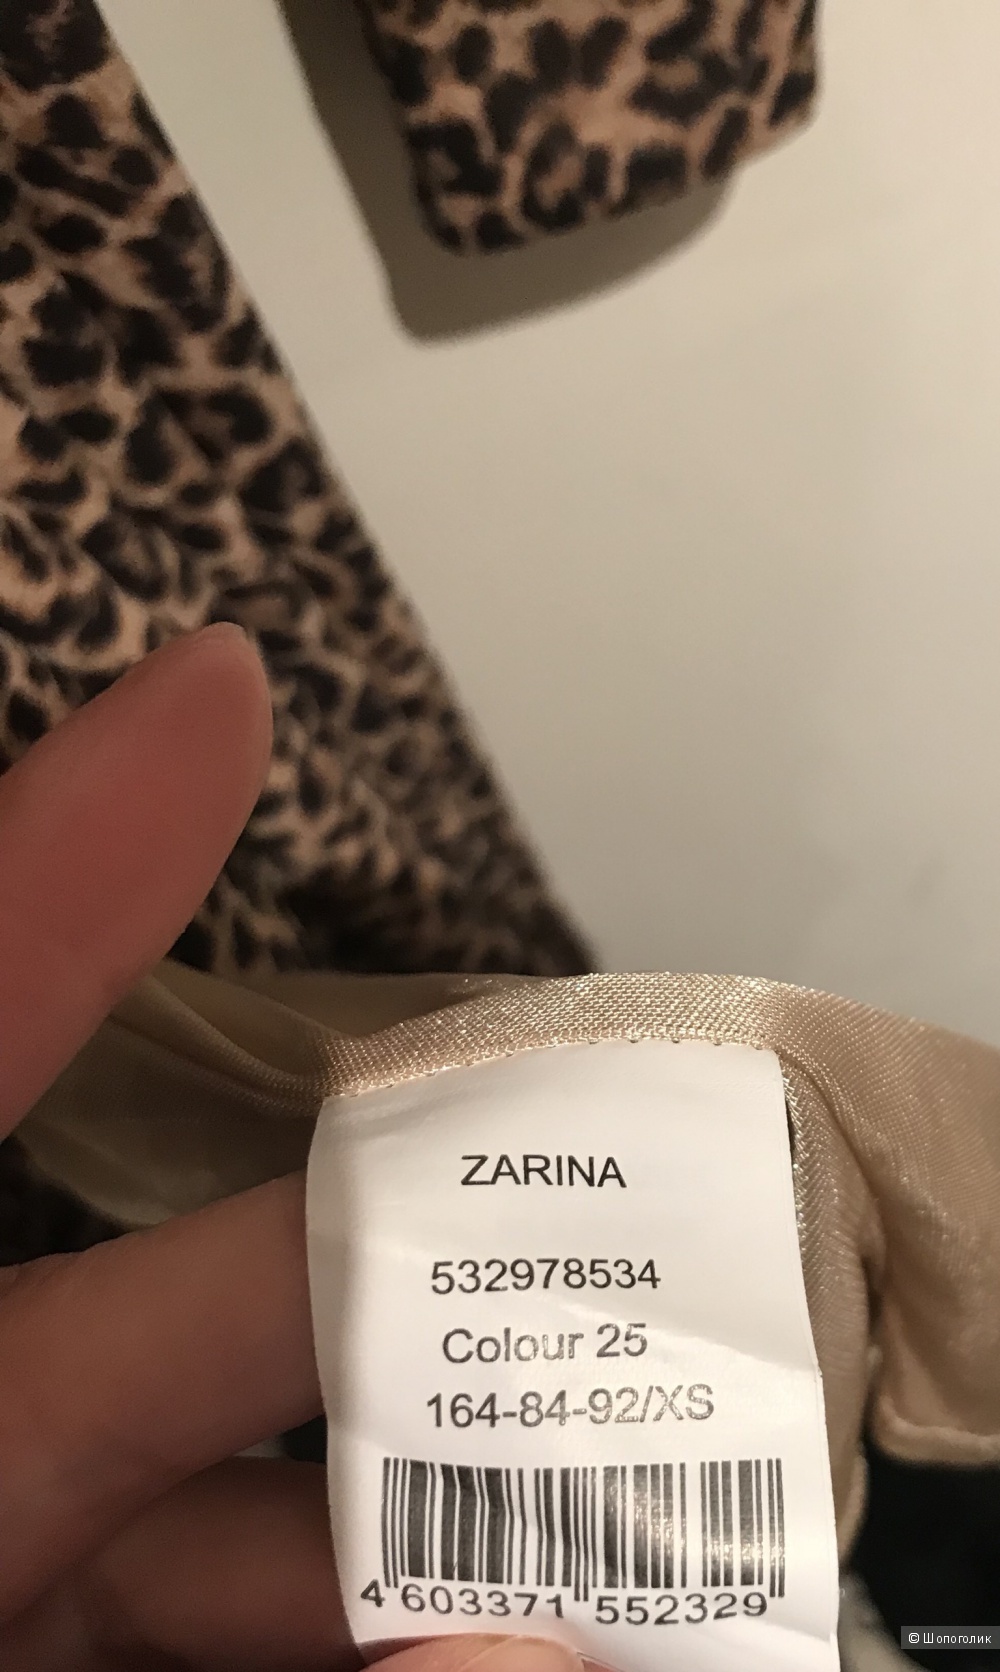 ZARINA
532978534
Colour 25
164-84-92/XS
4 603371 552329
© Шопоголик